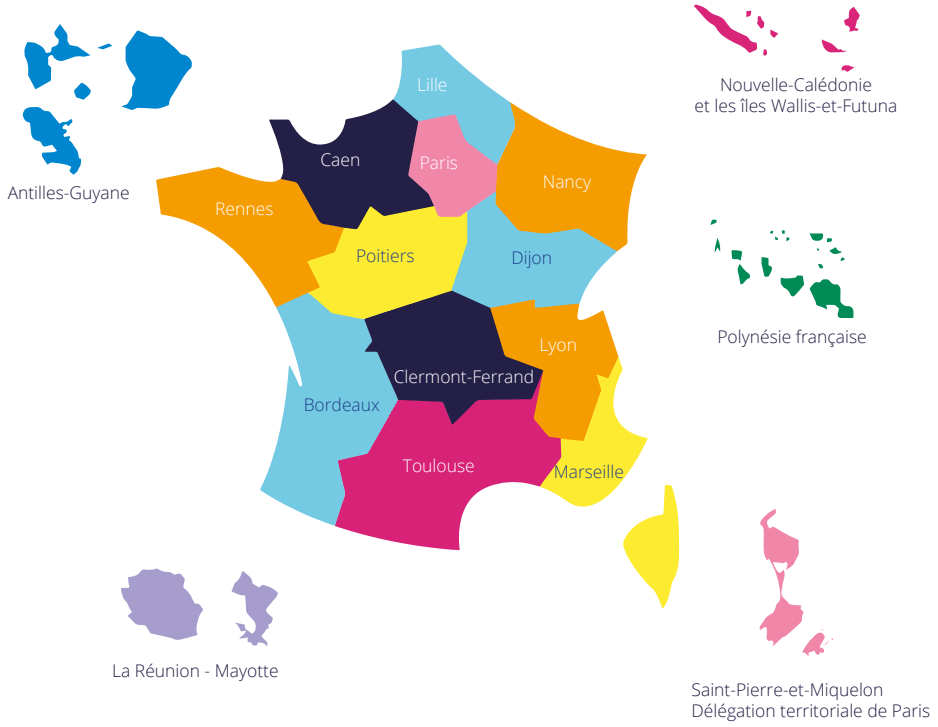 Nouvelle-Calédonie
et les îles Wallis-et-Futuna
Antilles-Guyane
Lille
Caen
Paris
Nancy
Rennes
Poitiers
Dijon
Polynésie française
Lyon
Clermont-Ferrand
Bordeaux
Toulouse
Marseille
La Réunion - Mayotte
Saint-Pierre-et-Miquelon
Délégation territoriale de Paris